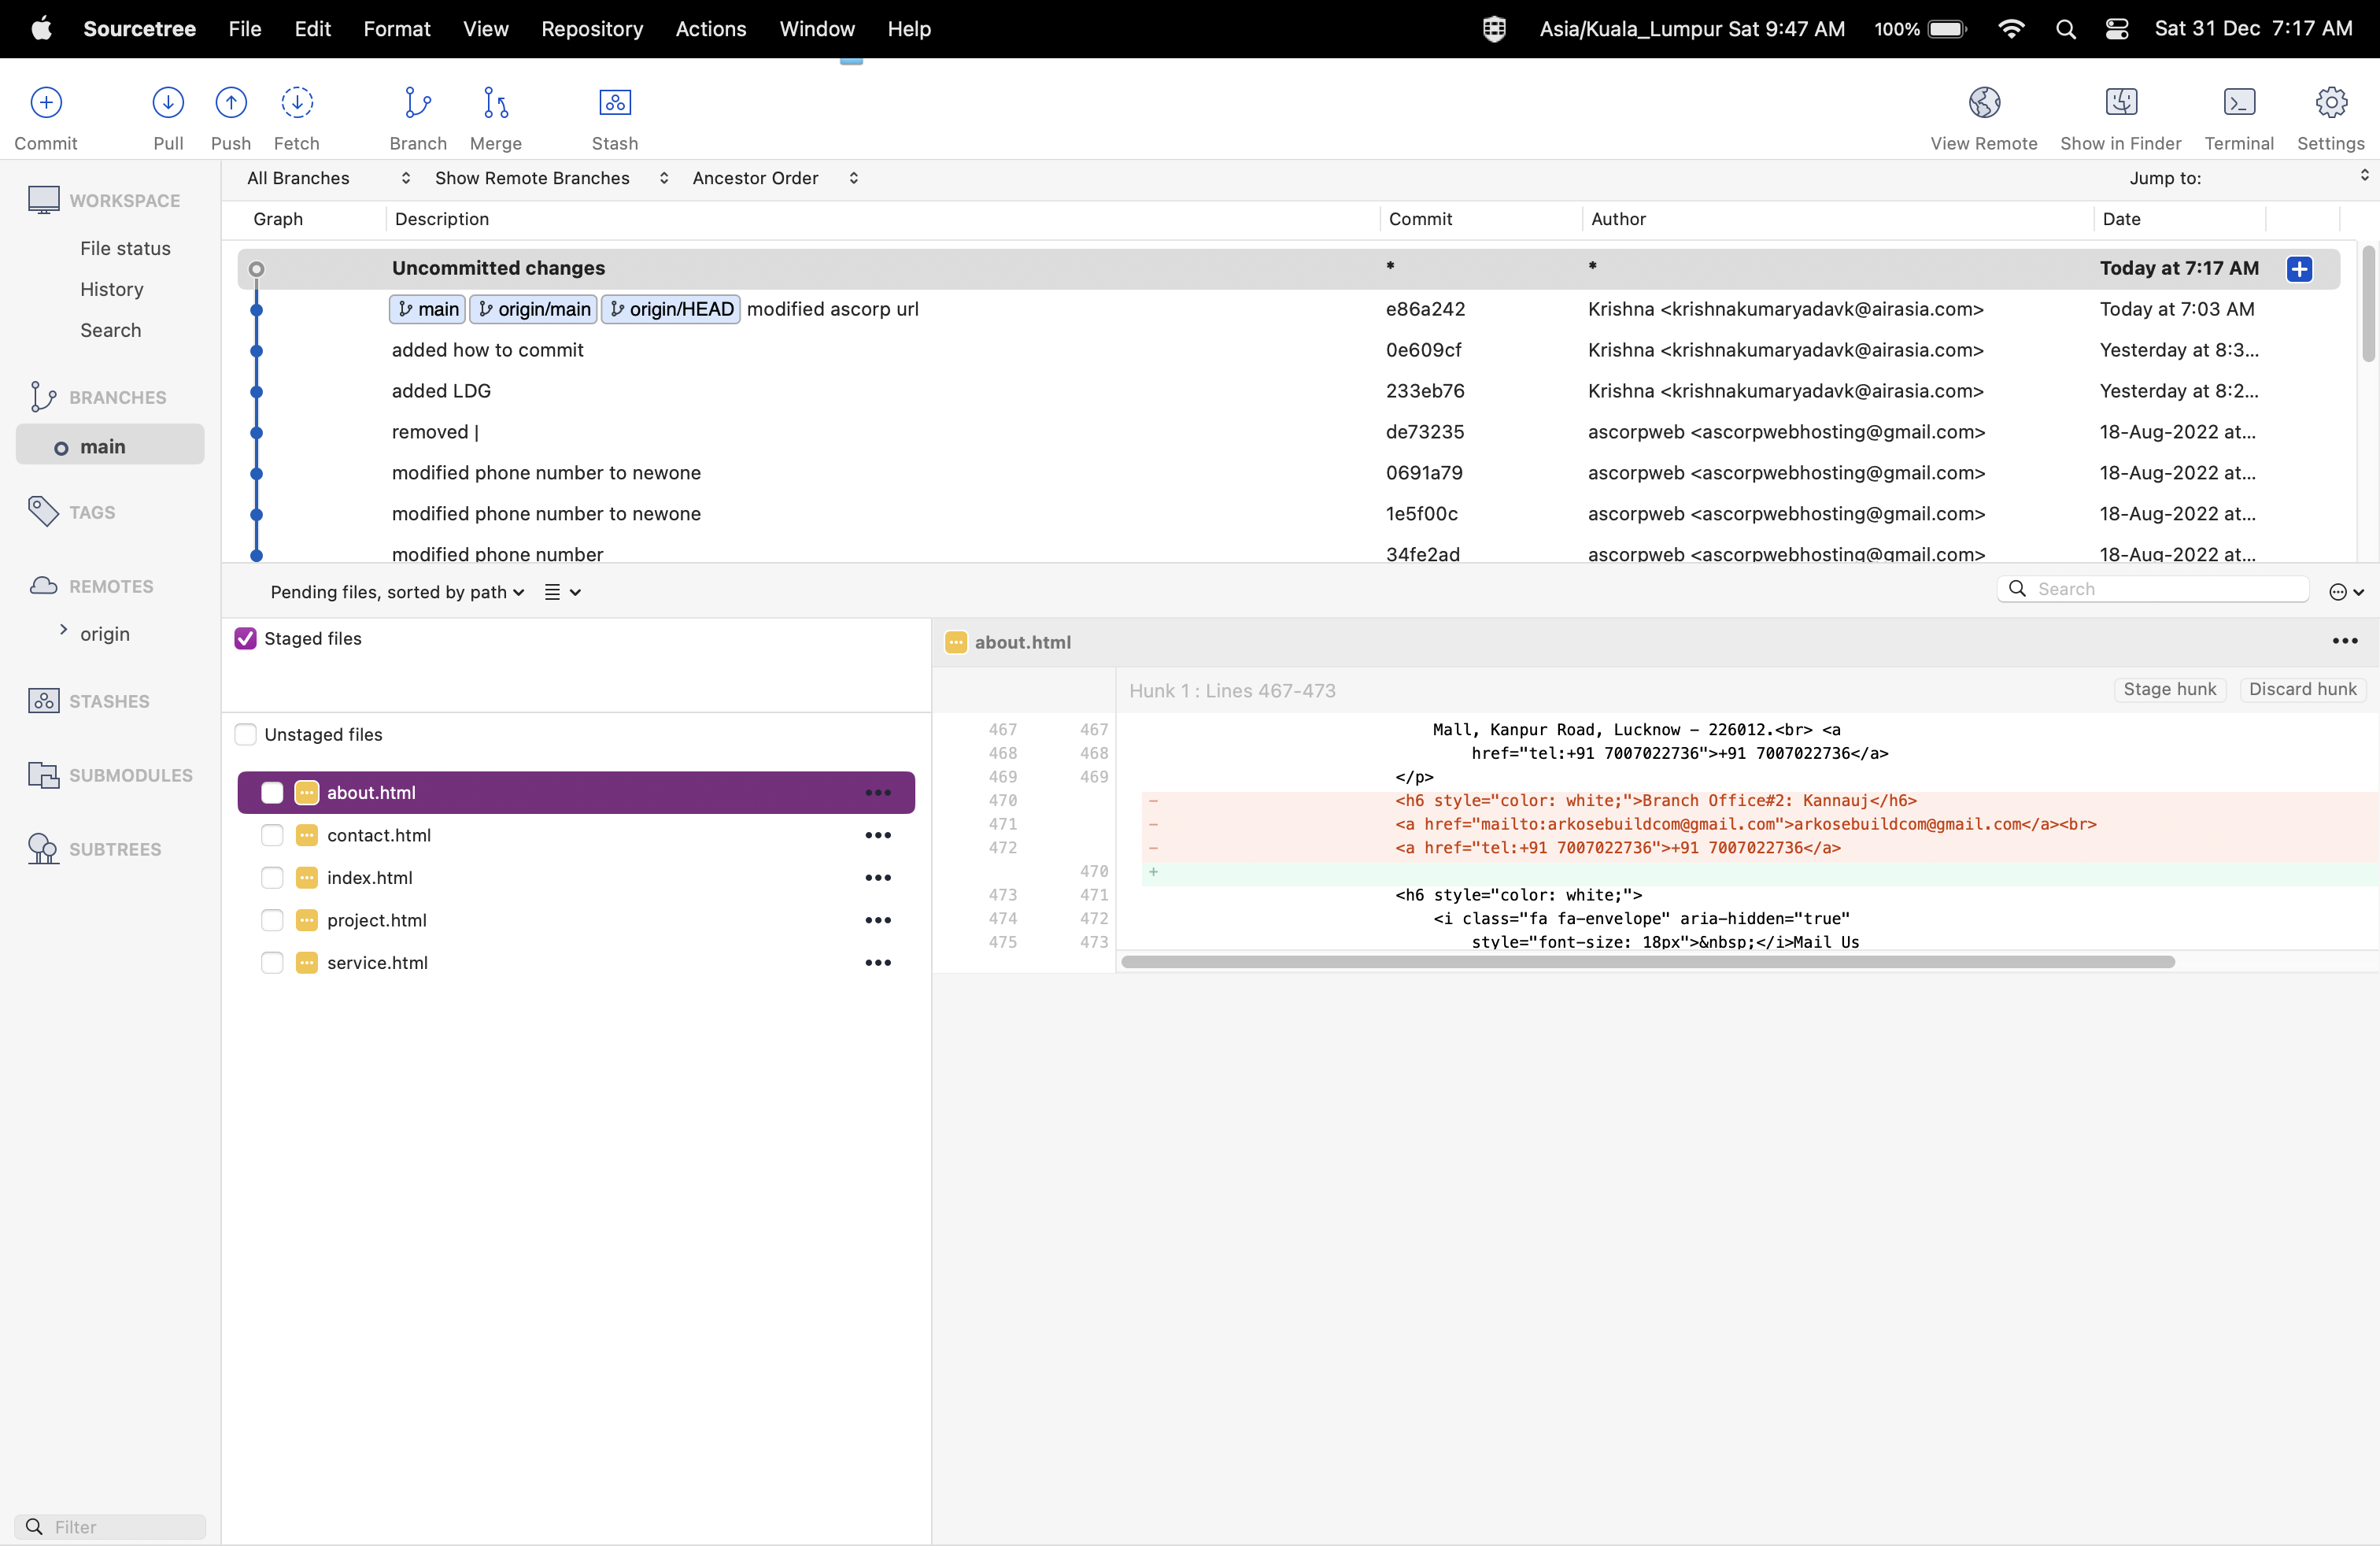 Sourcetree File Edit Format View Repository Actions Window Help Asia/Kuala_Lumpur Sat 9:47 AM 100% Sat 31 Dec 7:17 AM
Commit Pull Push Fetch Branch Merge Stash View Remote Show in Finder Terminal Settings
WORKSPACE
File status
History
Search
BRANCHES
main
TAGS
REMOTES
origin
STASHES
SUBMODULES
SUBTREES
Filter
All Branches Show Remote Branches Ancestor Order Jump to:
Graph Description Commit Author Date
Uncommitted changes * * Today at 7:17 AM
main origin/main origin/HEAD modified ascorp url e86a242 Krishna <krishnakumaryadavk@airasia.com> Today at 7:03 AM
added how to commit 0e609cf Krishna <krishnakumaryadavk@airasia.com> Yesterday at 8:3...
added LDG 233eb76 Krishna <krishnakumaryadavk@airasia.com> Yesterday at 8:2...
removed | de73235 ascorpweb <ascorpwebhosting@gmail.com> 18-Aug-2022 at...
modified phone number to newone 0691a79 ascorpweb <ascorpwebhosting@gmail.com> 18-Aug-2022 at...
modified phone number to newone 1e5f00c ascorpweb <ascorpwebhosting@gmail.com> 18-Aug-2022 at...
modified phone number 34fe2ad ascorpweb <ascorpwebhosting@gmail.com> 18-Aug-2022 at...
Pending files, sorted by path Search
Staged files
Unstaged files
about.html
contact.html
index.html
project.html
service.html
about.html
Hunk 1 : Lines 467-473 Stage hunk Discard hunk
467 467 Mall, Kanpur Road, Lucknow – 226012.<br> <a
468 468 href="tel:+91 7007022736">+91 7007022736</a>
469 469 </p>
470 - <h6 style="color: white;">Branch Office#2: Kannauj</h6>
471 - <a href="mailto:arkosebuildcom@gmail.com">arkosebuildcom@gmail.com</a><br>
472 - <a href="tel:+91 7007022736">+91 7007022736</a>
470 +
473 471 <h6 style="color: white;">
474 472 <i class="fa fa-envelope" aria-hidden="true"
475 473 style="font-size: 18px">&nbsp;</i>Mail Us